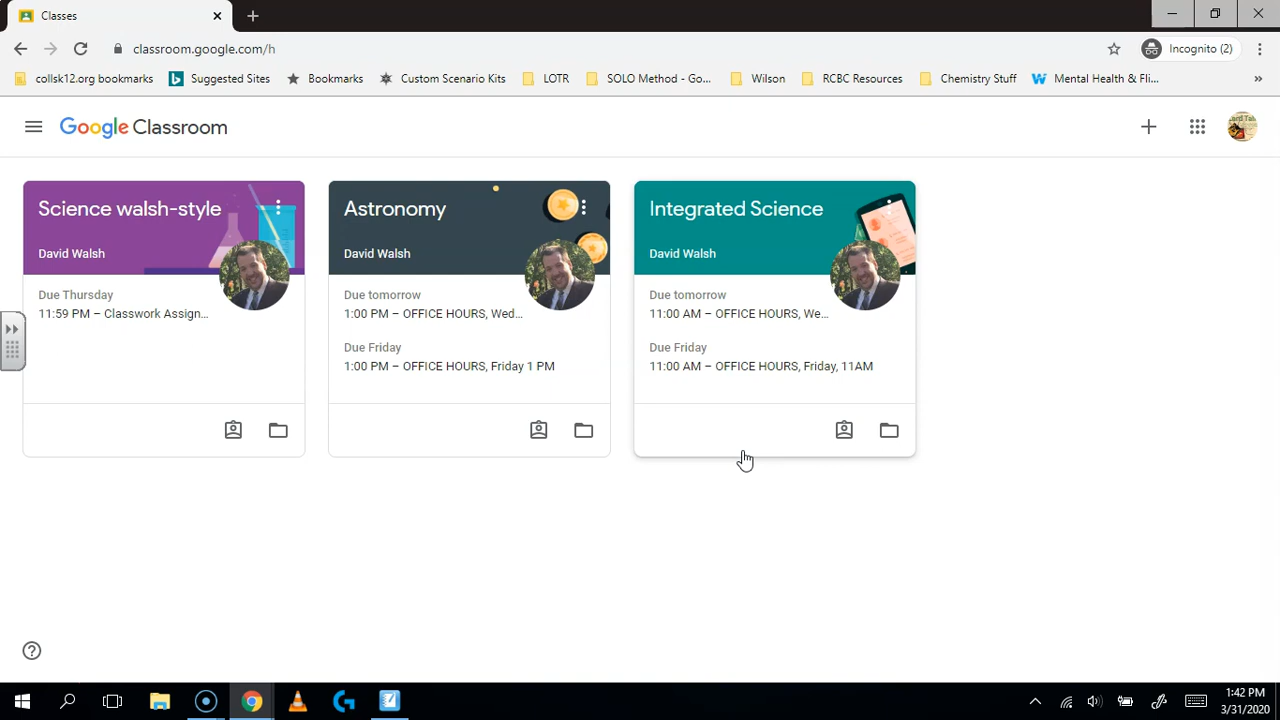 Classes
classroom.google.com/h
Incognito (2)
collsk12.org bookmarks
Suggested Sites
Bookmarks
Custom Scenario Kits
LOTR
SOLO Method - Go...
Wilson
RCBC Resources
Chemistry Stuff
Mental Health & Fli...
»
Google Classroom
Science walsh-style
David Walsh
Due Thursday
11:59 PM – Classwork Assign...
Astronomy
David Walsh
Due tomorrow
1:00 PM – OFFICE HOURS, Wed...
Due Friday
1:00 PM – OFFICE HOURS, Friday 1 PM
Integrated Science
David Walsh
Due tomorrow
11:00 AM – OFFICE HOURS, We...
Due Friday
11:00 AM – OFFICE HOURS, Friday, 11AM
1:42 PM
3/31/2020